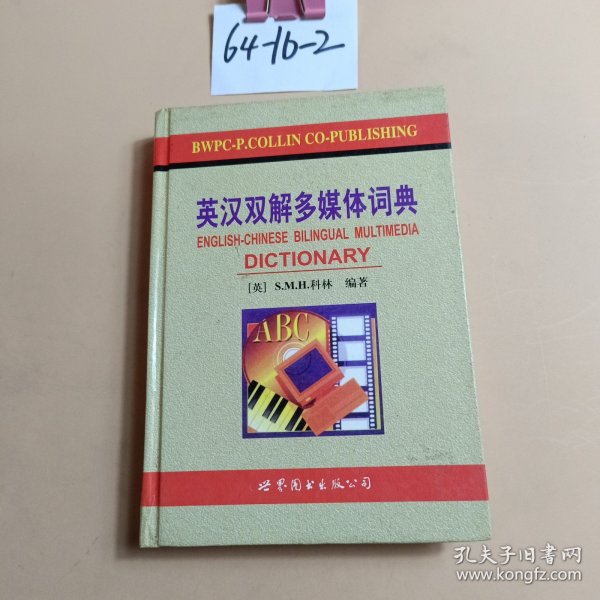 64-16-2
BWPC-P.COLLIN CO-PUBLISHING
英汉双解多媒体词典
ENGLISH-CHINESE BILINGUAL MULTIMEDIA
DICTIONARY
[英] S.M.H.科林 编著
ABC
世界图书出版公司
孔夫子旧书网
www.kongfz.com